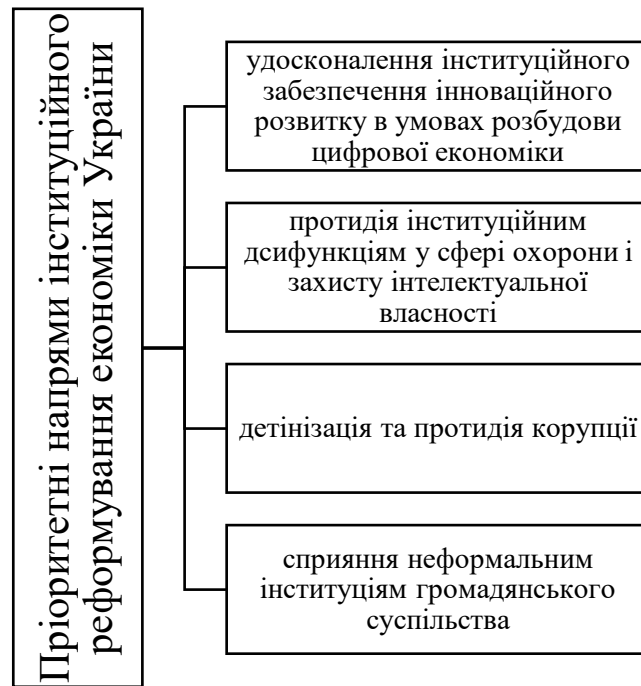 Пріоритетні напрями інституційного
реформування економіки України
удосконалення інституційного
забезпечення інноваційного
розвитку в умовах розбудови
цифрової економіки
протидія інституційним
дсифункціям у сфері охорони і
захисту інтелектуальної
власності
детінізація та протидія корупції
сприяння неформальним
інституціям громадянського
суспільства